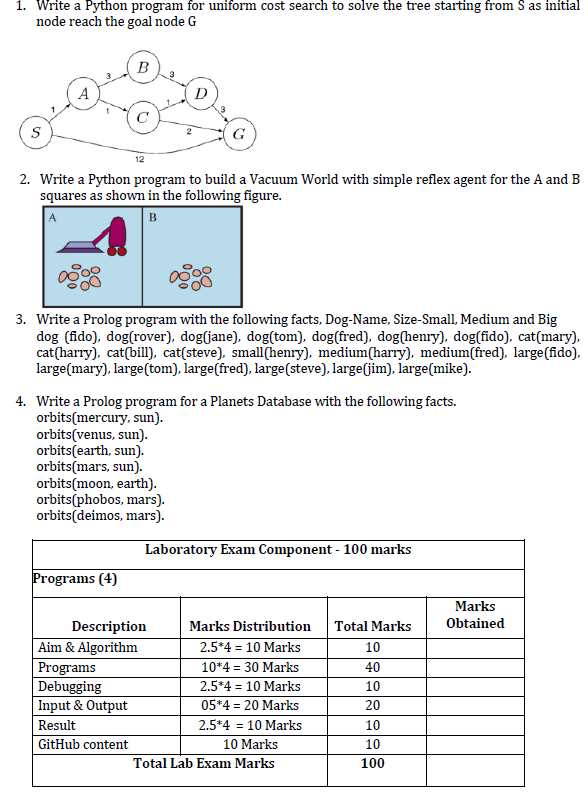 1. Write a Python program for uniform cost search to solve the tree starting from S as initial
node reach the goal node G
B
3
3
A
D
1
1
1
C
3
S
2
G
12
2. Write a Python program to build a Vacuum World with simple reflex agent for the A and B
squares as shown in the following figure.
A
B
3. Write a Prolog program with the following facts, Dog-Name, Size-Small, Medium and Big
dog (fido), dog(rover), dog(jane), dog(tom), dog(fred), dog(henry), dog(fido), cat(mary),
cat(harry), cat(bill), cat(steve), small(henry), medium(harry), medium(fred), large(fido),
large(mary), large(tom), large(fred), large(steve), large(jim), large(mike).
4. Write a Prolog program for a Planets Database with the following facts.
orbits(mercury, sun).
orbits(venus, sun).
orbits(earth, sun).
orbits(mars, sun).
orbits(moon, earth).
orbits(phobos, mars).
orbits(deimos, mars).
Laboratory Exam Component - 100 marks
Programs (4)
Description Marks Distribution Total Marks Marks Obtained
Aim & Algorithm 2.5*4 = 10 Marks 10
Programs 10*4 = 30 Marks 40
Debugging 2.5*4 = 10 Marks 10
Input & Output 05*4 = 20 Marks 20
Result 2.5*4 = 10 Marks 10
GitHub content 10 Marks 10
Total Lab Exam Marks 100